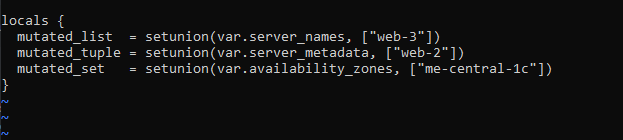 locals {
  mutated_list  = setunion(var.server_names, ["web-3"])
  mutated_tuple = setunion(var.server_metadata, ["web-2"])
  mutated_set   = setunion(var.availability_zones, ["me-central-1c"])
}
~
~
~